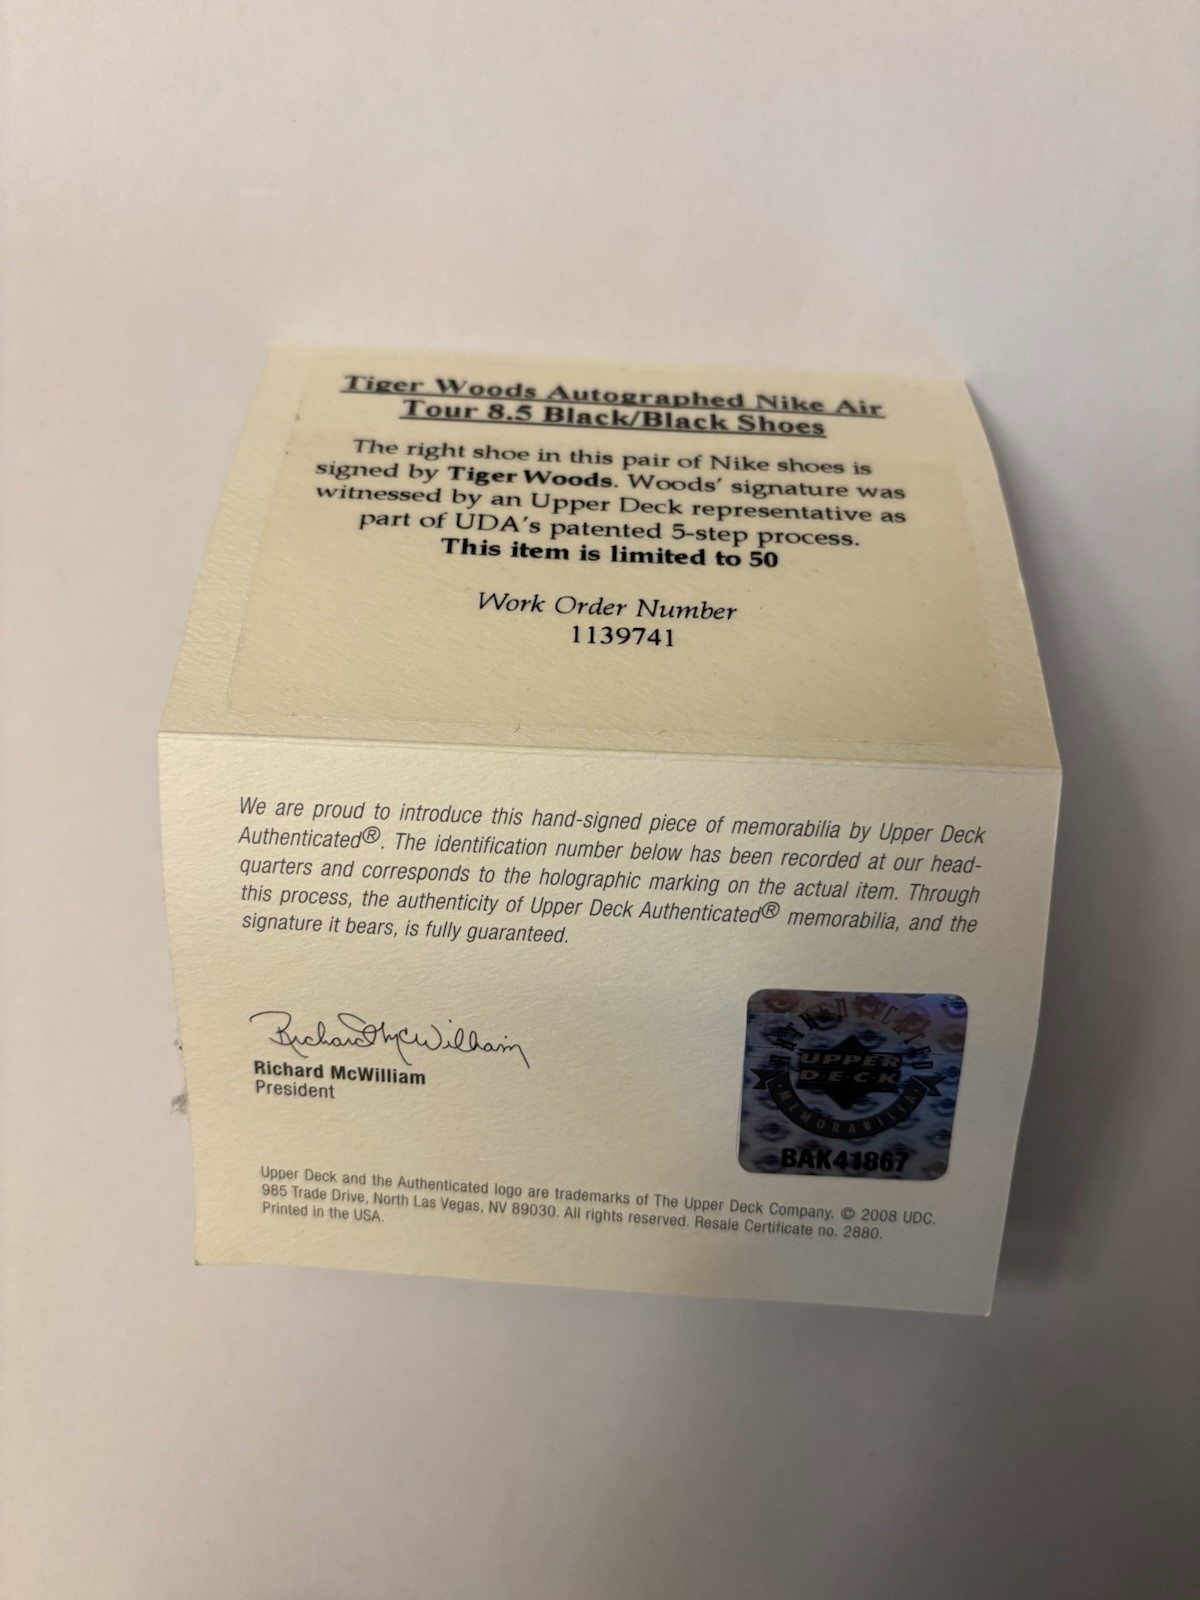 Tiger Woods Autographed Nike Air
Tour 8.5 Black/Black Shoes
The right shoe in this pair of Nike shoes is
signed by Tiger Woods. Woods' signature was
witnessed by an Upper Deck representative as
part of UDA's patented 5-step process.
This item is limited to 50
Work Order Number
1139741
We are proud to introduce this hand-signed piece of memorabilia by Upper Deck
Authenticated®. The identification number below has been recorded at our head-
quarters and corresponds to the holographic marking on the actual item. Through
this process, the authenticity of Upper Deck Authenticated® memorabilia, and the
signature it bears, is fully guaranteed.
Richard McWilliam
Richard McWilliam
President
AUTHENTICATED
UPPER
D·E·C·K
·MEMORABILIA·
BAK41867
Upper Deck and the Authenticated logo are trademarks of The Upper Deck Company. © 2008 UDC.
985 Trade Drive, North Las Vegas, NV 89030. All rights reserved. Resale Certificate no. 2880.
Printed in the USA.